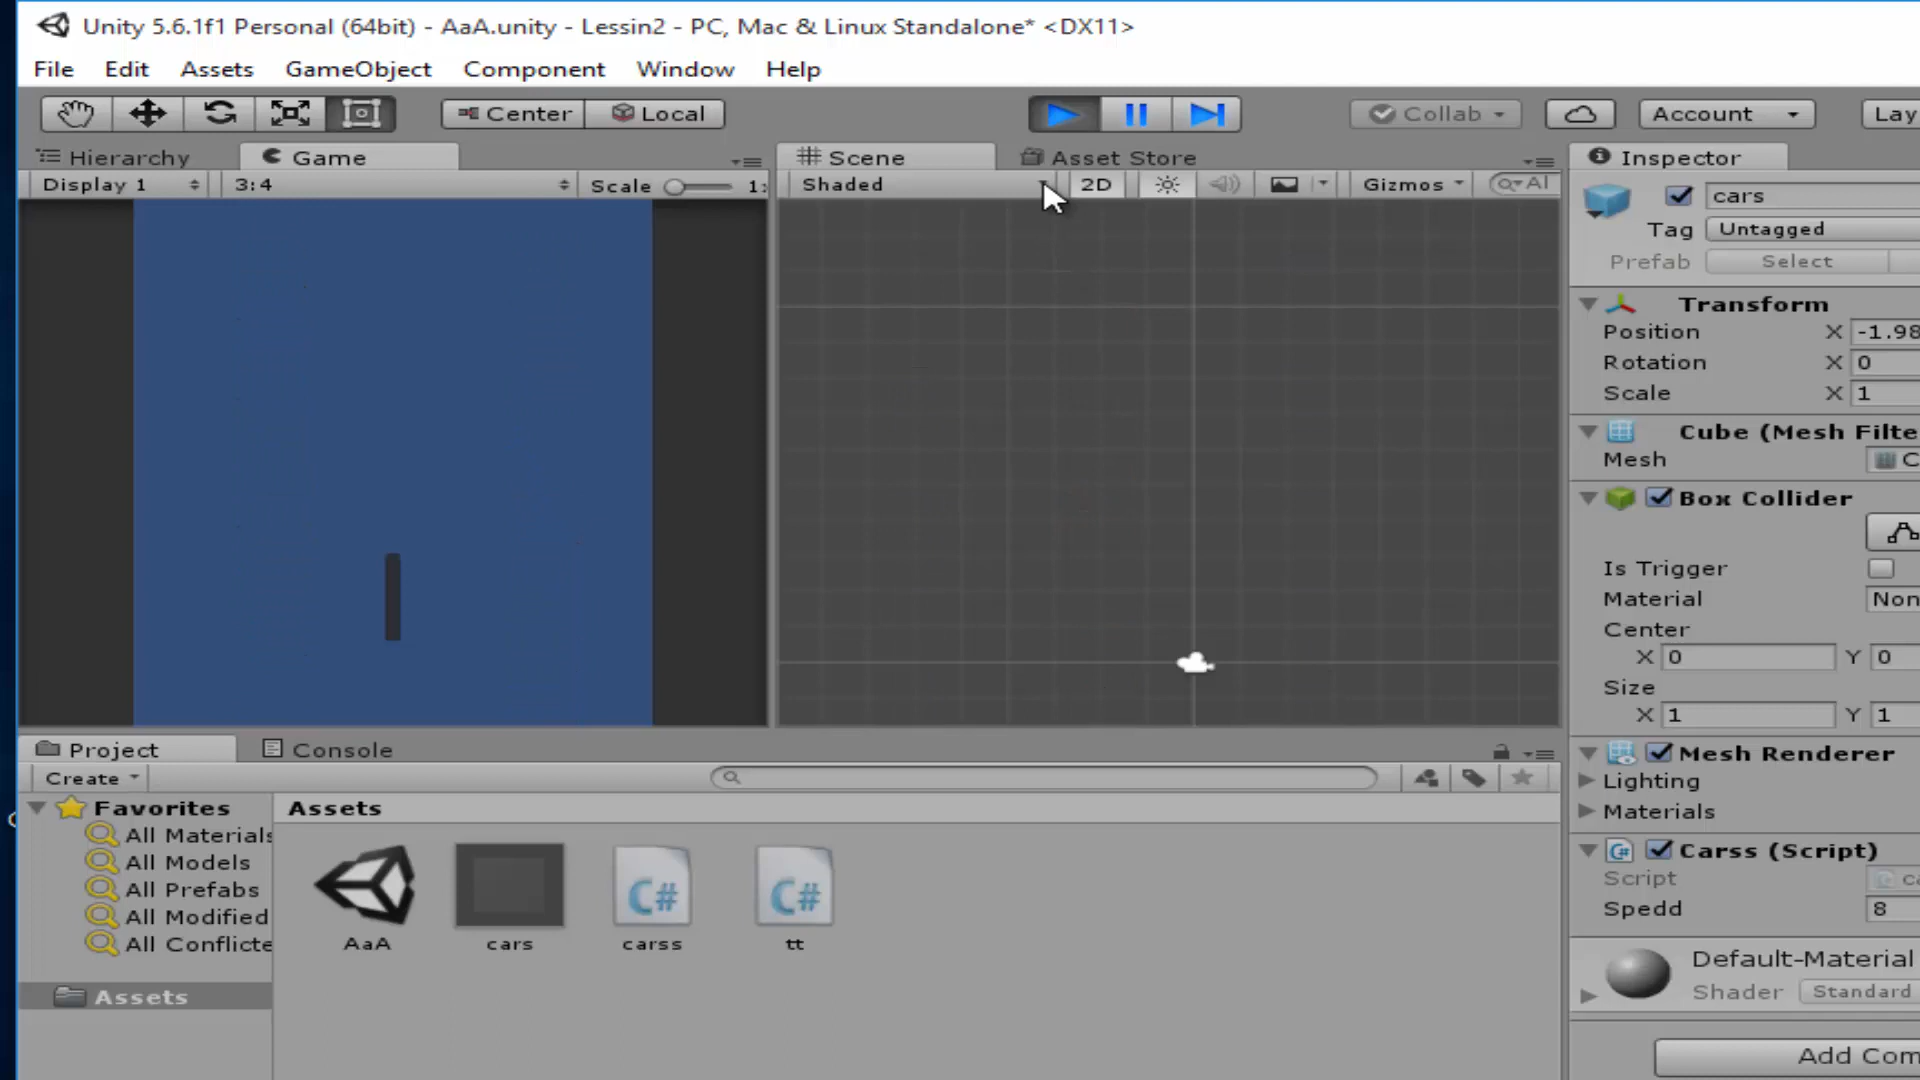 Unity 5.6.1f1 Personal (64bit) - AaA.unity - Lessin2 - PC, Mac & Linux Standalone* <DX11>
File Edit Assets GameObject Component Window Help
Center Local Collab Account Lay
Hierarchy Game Scene Asset Store Inspector
Display 1 3:4 Scale 1: Shaded 2D Gizmos Al
cars
Tag Untagged
Prefab Select
Transform
Position X -1.98
Rotation X 0
Scale X 1
Cube (Mesh Filte
Mesh C
Box Collider
Is Trigger
Material Non
Center
X 0 Y 0
Size
X 1 Y 1
Mesh Renderer
Lighting
Materials
Carss (Script)
Script ca
Spedd 8
Default-Material
Shader Standard
Add Com
Project Console
Create
Favorites
All Materials
All Models
All Prefabs
All Modified
All Conflicte
Assets
Assets
AaA cars carss tt